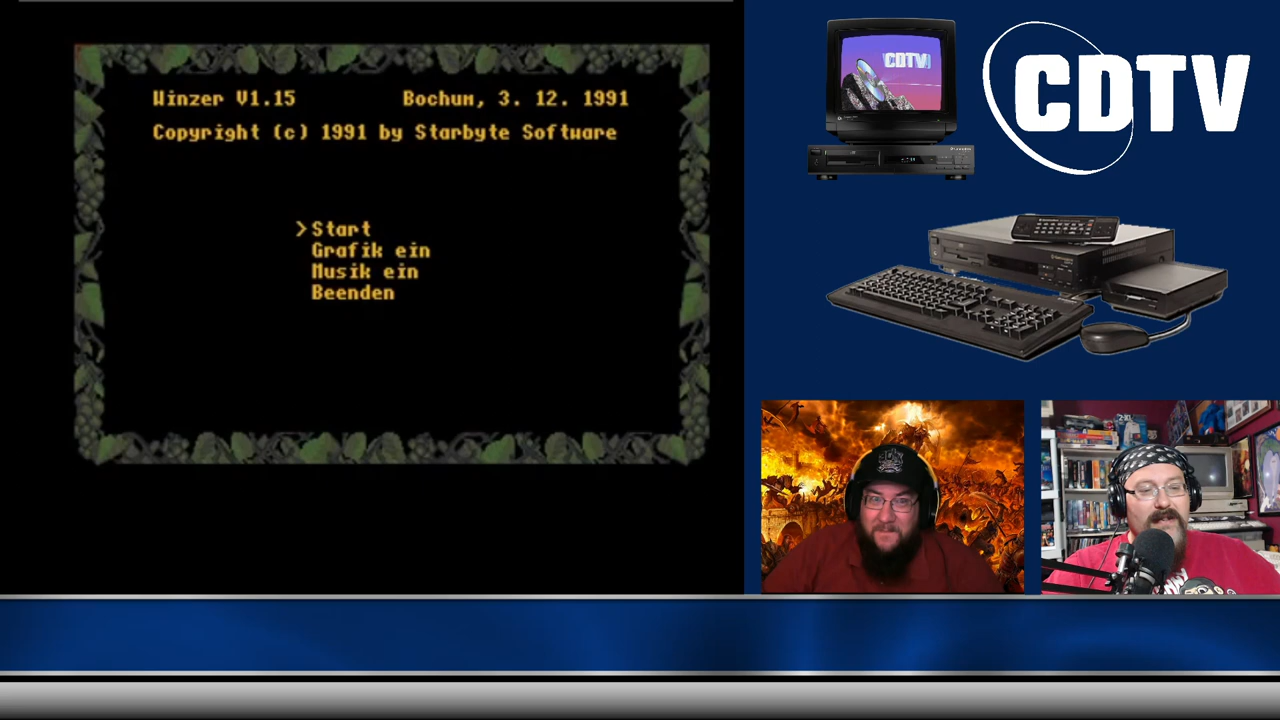 Winzer V1.15 Bochum, 3. 12. 1991
Copyright (c) 1991 by Starbyte Software
>Start
Grafik ein
Musik ein
Beenden
CDTV
CDTV